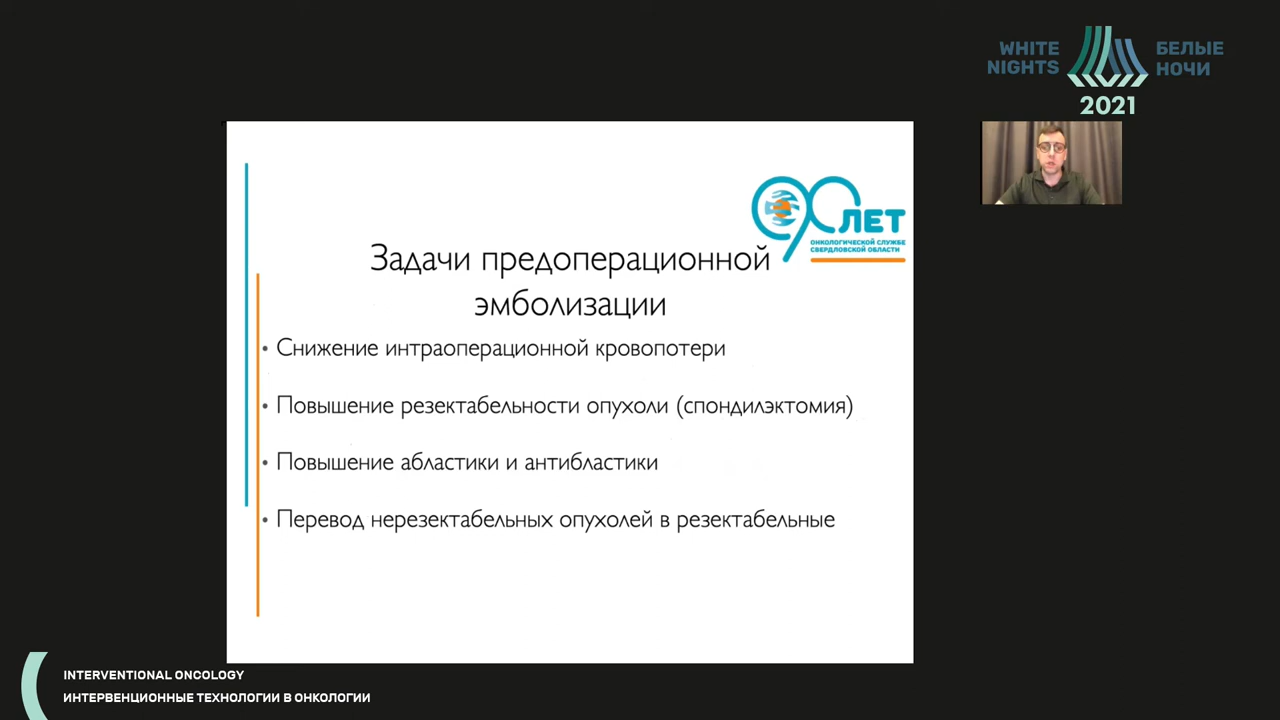 WHITE
NIGHTS
БЕЛЫЕ
НОЧИ
2021
90 ЛЕТ
ОНКОЛОГИЧЕСКОЙ СЛУЖБЕ
СВЕРДЛОВСКОЙ ОБЛАСТИ
Задачи предоперационной
эмболизации
• Снижение интраоперационной кровопотери
• Повышение резектабельности опухоли (спондилэктомия)
• Повышение абластики и антибластики
• Перевод нерезектабельных опухолей в резектабельные
INTERVENTIONAL ONCOLOGY
ИНТЕРВЕНЦИОННЫЕ ТЕХНОЛОГИИ В ОНКОЛОГИИ